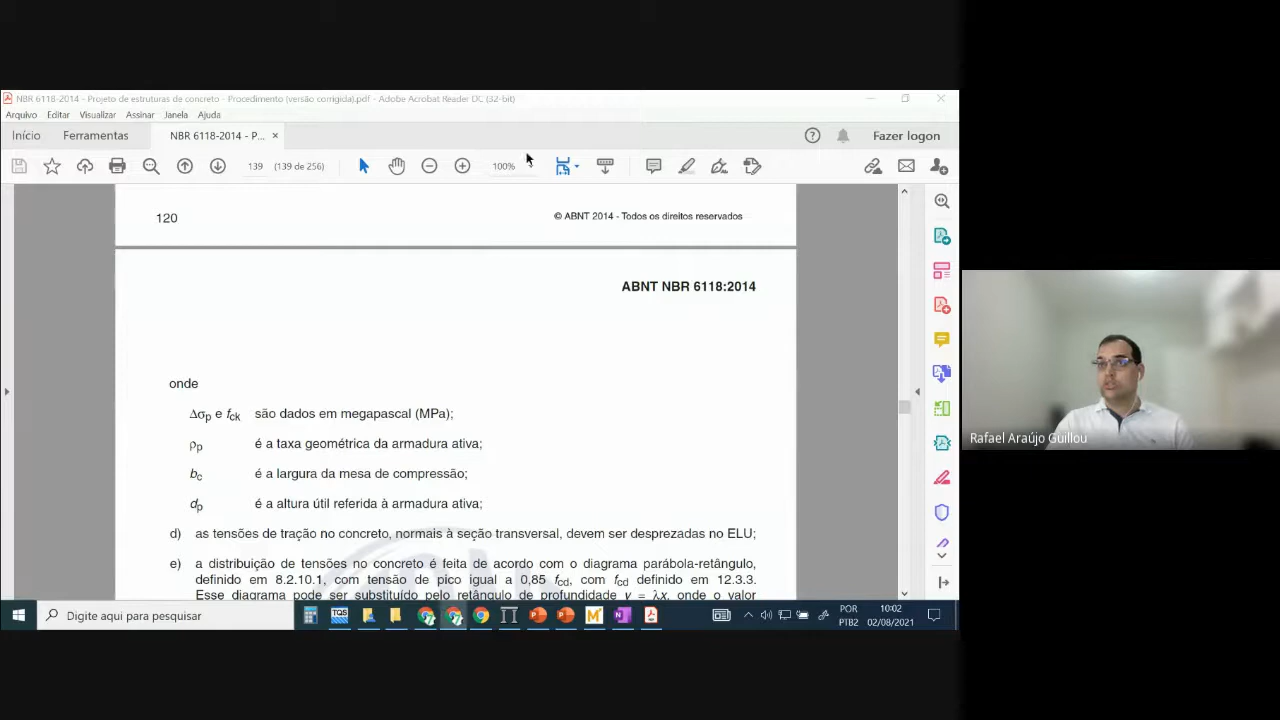 NBR 6118-2014 - Projeto de estruturas de concreto - Procedimento (versão corrigida).pdf - Adobe Acrobat Reader DC (32-bit)
Arquivo Editar Visualizar Assinar Janela Ajuda
Início Ferramentas NBR 6118-2014 - P... × Fazer logon
139 (139 de 256) 100%
120 © ABNT 2014 - Todos os direitos reservados
ABNT NBR 6118:2014
onde
Δσp e fck são dados em megapascal (MPa);
ρp é a taxa geométrica da armadura ativa;
bc é a largura da mesa de compressão;
dp é a altura útil referida à armadura ativa;
d) as tensões de tração no concreto, normais à seção transversal, devem ser desprezadas no ELU;
e) a distribuição de tensões no concreto é feita de acordo com o diagrama parábola-retângulo,
definido em 8.2.10.1, com tensão de pico igual a 0,85 fcd, com fcd definido em 12.3.3.
Esse diagrama pode ser substituído pelo retângulo de profundidade y = λx, onde o valor
Rafael Araújo Guillou
Digite aqui para pesquisar
TQS
POR 10:02
PTB2 02/08/2021